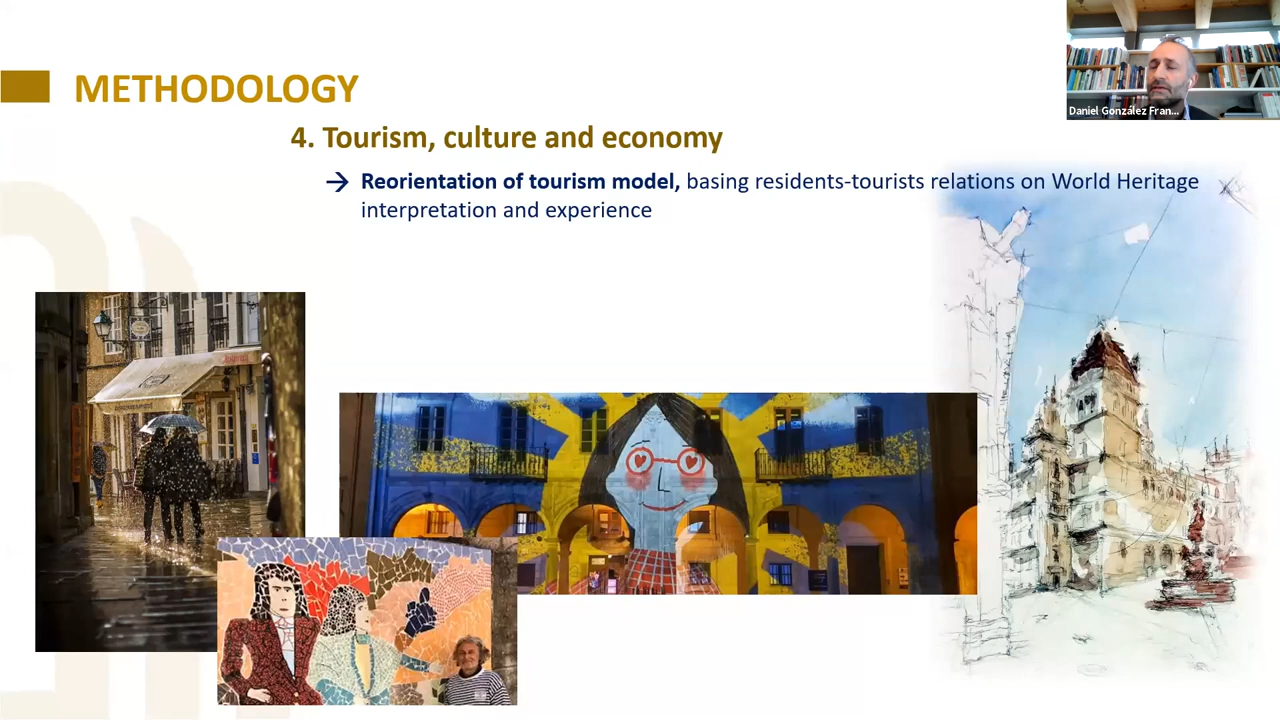 METHODOLOGY
4. Tourism, culture and economy
→ Reorientation of tourism model, basing residents-tourists relations on World Heritage
interpretation and experience
Daniel González Fran...